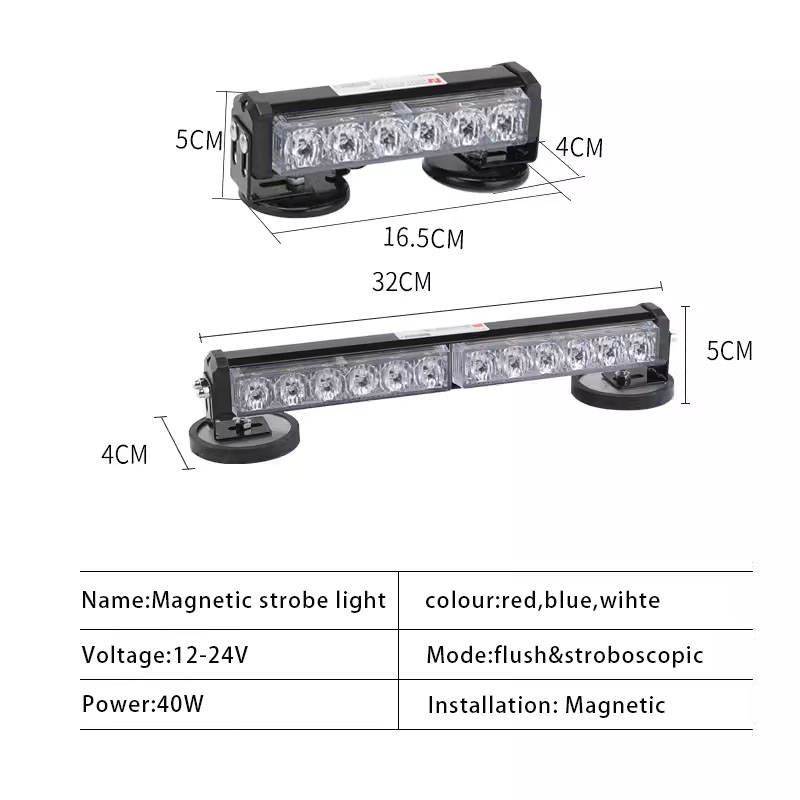 5CM
4CM
16.5CM
32CM
5CM
4CM
Name:Magnetic strobe light
colour:red,blue,wihte
Voltage:12-24V
Mode:flush&stroboscopic
Power:40W
Installation: Magnetic